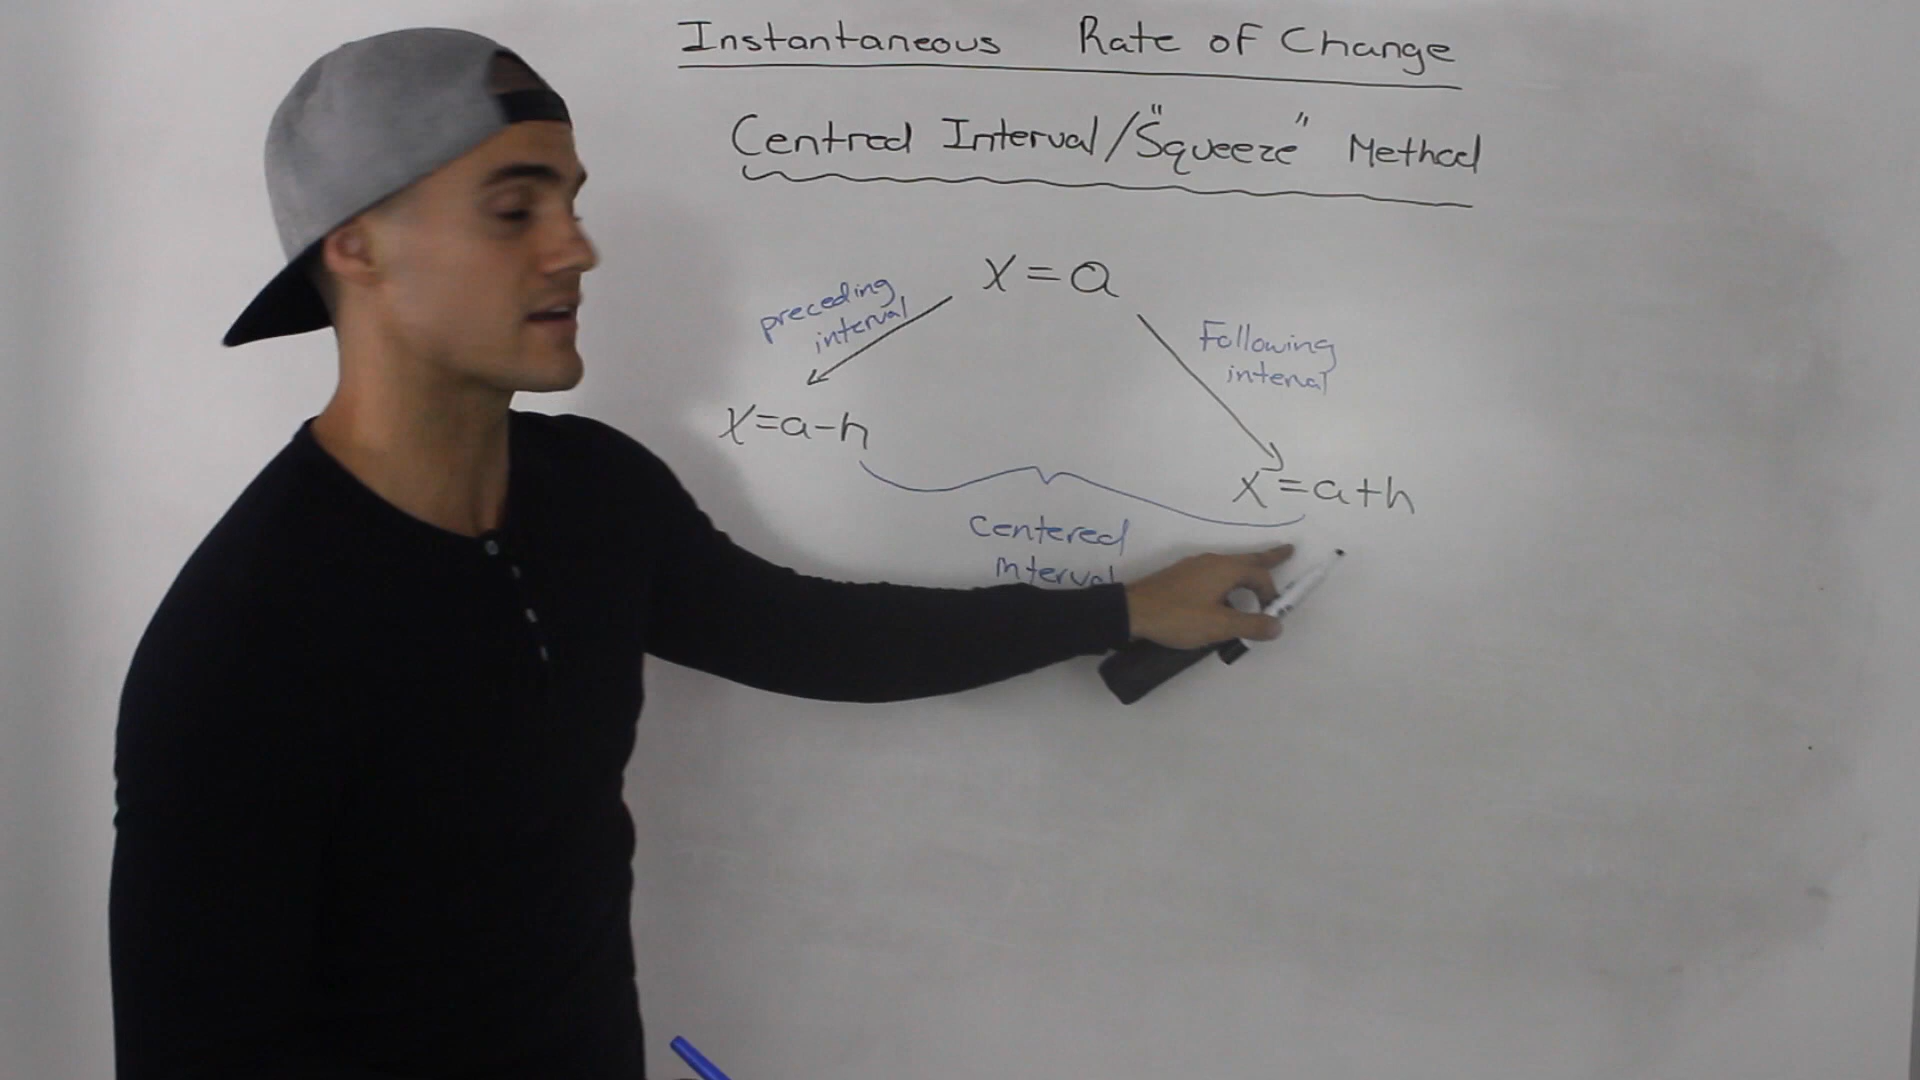 Instantaneous Rate of Change
Centred Interval/"Squeeze" Method
x=a
preceding
interval
Following
interval
x=a-h
x=a+h
Centered
interval